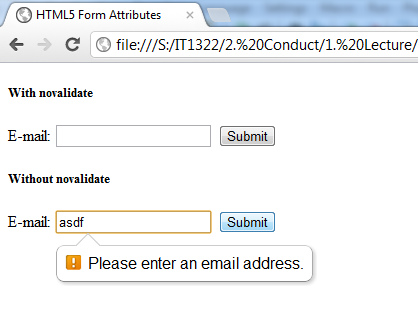 HTML5 Form Attributes
file:///S:/IT1322/2.%20Conduct/1.%20Lecture/
With novalidate
E-mail: Submit
Without novalidate
E-mail: asdf Submit
Please enter an email address.